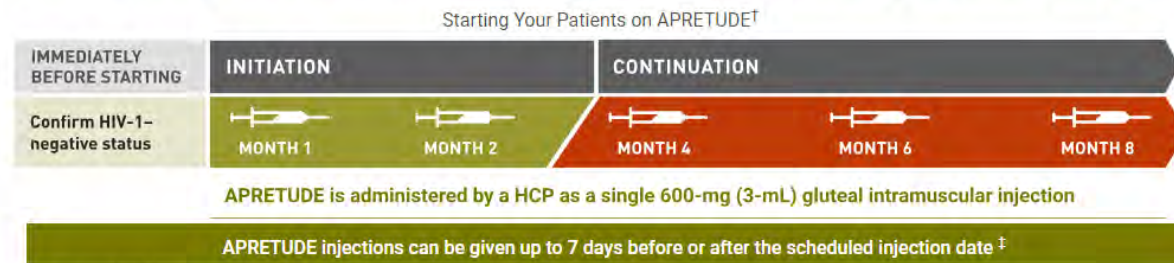 Starting Your Patients on APRETUDE†
IMMEDIATELY
BEFORE STARTING
INITIATION
CONTINUATION
Confirm HIV-1–
negative status
MONTH 1
MONTH 2
MONTH 4
MONTH 6
MONTH 8
APRETUDE is administered by a HCP as a single 600-mg (3-mL) gluteal intramuscular injection
APRETUDE injections can be given up to 7 days before or after the scheduled injection date ‡